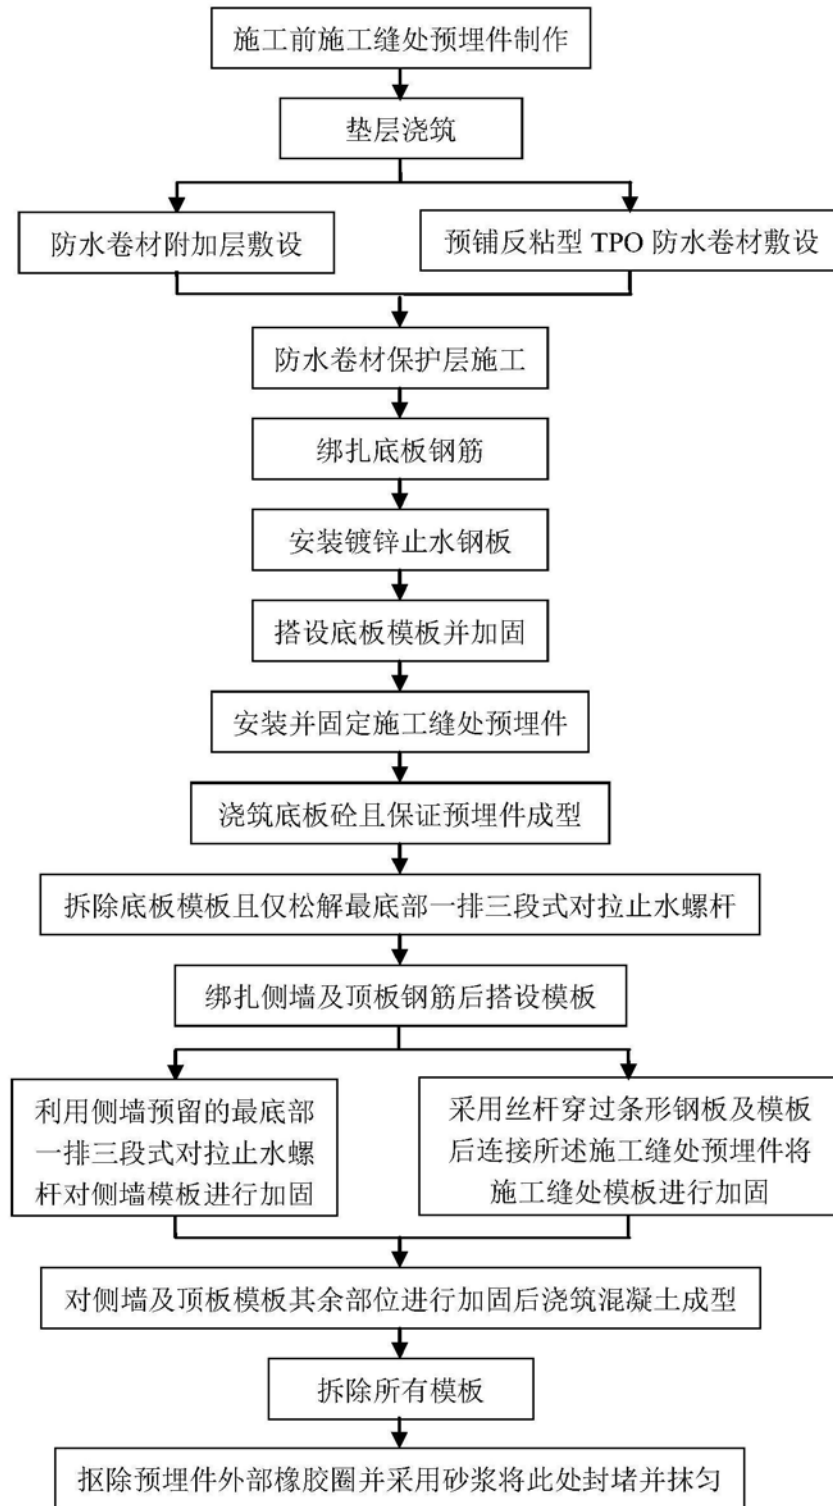 施工前施工缝处预埋件制作
垫层浇筑
防水卷材附加层敷设
预铺反粘型 TPO 防水卷材敷设
防水卷材保护层施工
绑扎底板钢筋
安装镀锌止水钢板
搭设底板模板并加固
安装并固定施工缝处预埋件
浇筑底板砼且保证预埋件成型
拆除底板模板且仅松解最底部一排三段式对拉止水螺杆
绑扎侧墙及顶板钢筋后搭设模板
利用侧墙预留的最底部
一排三段式对拉止水螺
杆对侧墙模板进行加固
采用丝杆穿过条形钢板及模板
后连接所述施工缝处预埋件将
施工缝处模板进行加固
对侧墙及顶板模板其余部位进行加固后浇筑混凝土成型
拆除所有模板
抠除预埋件外部橡胶圈并采用砂浆将此处封堵并抹匀